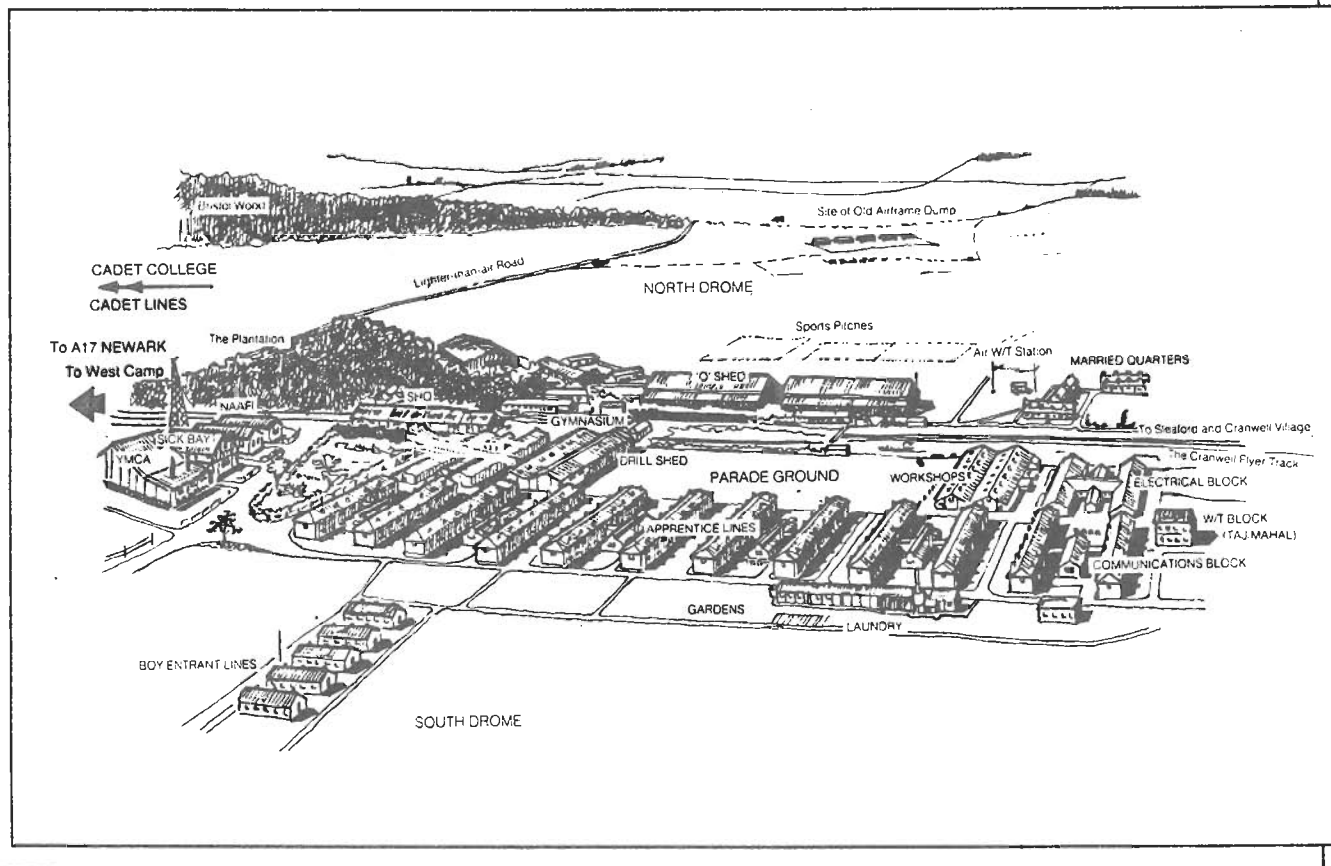 Bristol Wood
Site of Old Airframe Dump
CADET COLLEGE
CADET LINES
Lighter-than-air Road
NORTH DROME
The Plantation
Sports Pitches
To A17 NEWARK
To West Camp
Air W/T Station
MARRIED QUARTERS
'O' SHED
SHQ
NAAFI
GYMNASIUM
To Sleaford and Cranwell Village
SICK BAY
YMCA
DRILL SHED
The Cranwell Flyer Track
PARADE GROUND
WORKSHOPS
ELECTRICAL BLOCK
W/T BLOCK
(TAJ MAHAL)
APPRENTICE LINES
COMMUNICATIONS BLOCK
GARDENS
LAUNDRY
BOY ENTRANT LINES
SOUTH DROME